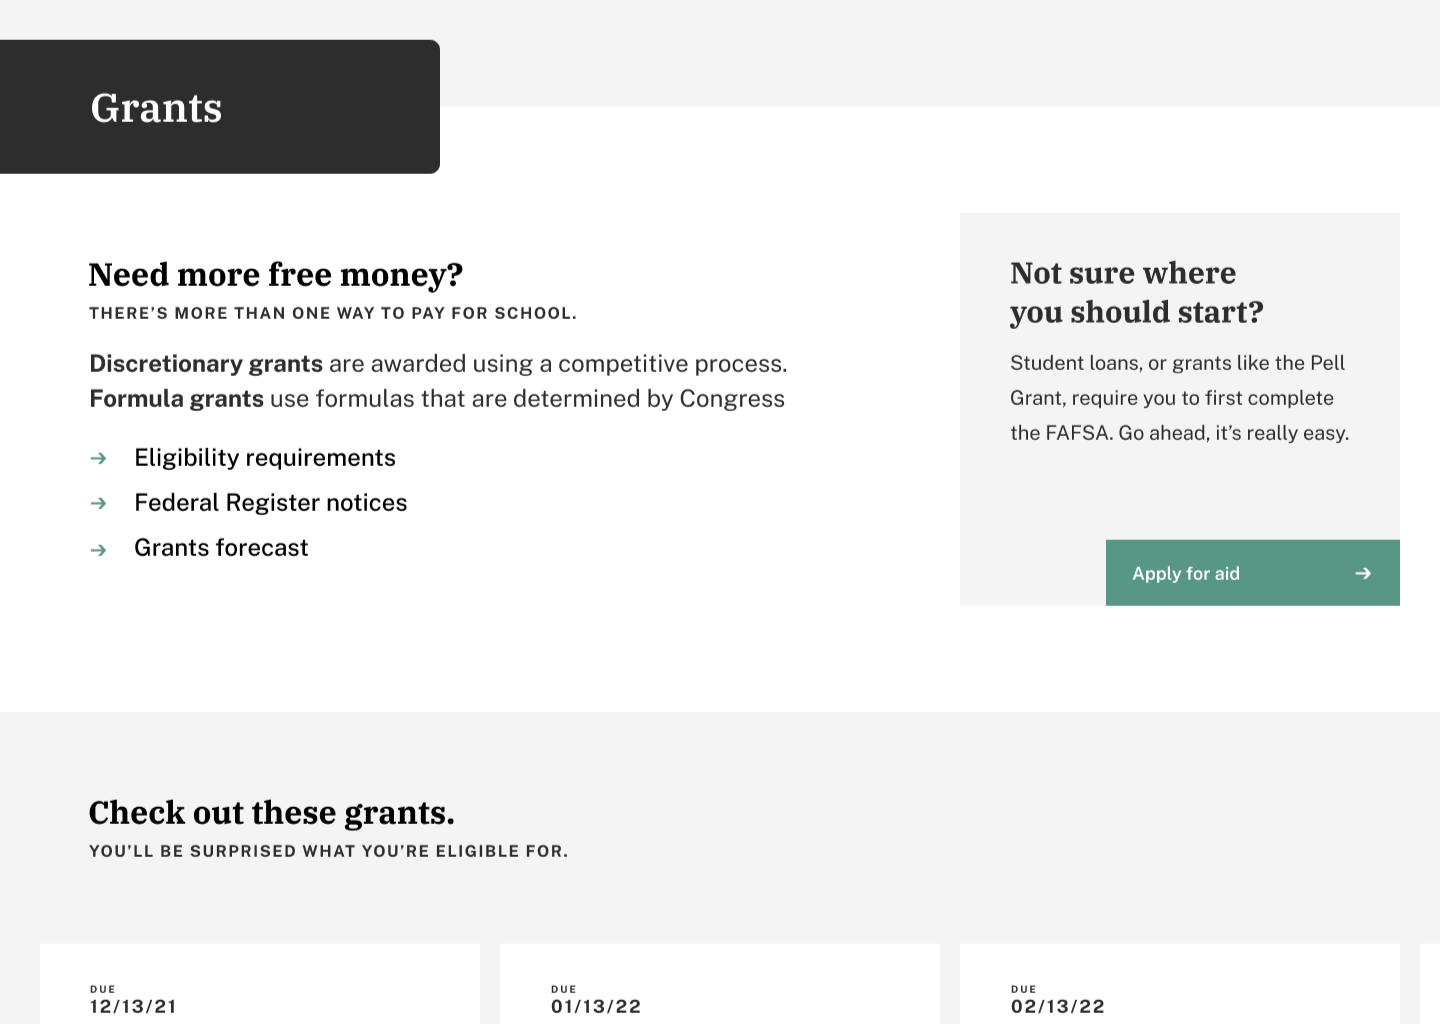 Grants
Need more free money?
THERE’S MORE THAN ONE WAY TO PAY FOR SCHOOL.
Discretionary grants are awarded using a competitive process.
Formula grants use formulas that are determined by Congress
Eligibility requirements
Federal Register notices
Grants forecast
Not sure where
you should start?
Student loans, or grants like the Pell
Grant, require you to first complete
the FAFSA. Go ahead, it’s really easy.
Apply for aid
Check out these grants.
YOU’LL BE SURPRISED WHAT YOU’RE ELIGIBLE FOR.
DUE
12/13/21
DUE
01/13/22
DUE
02/13/22